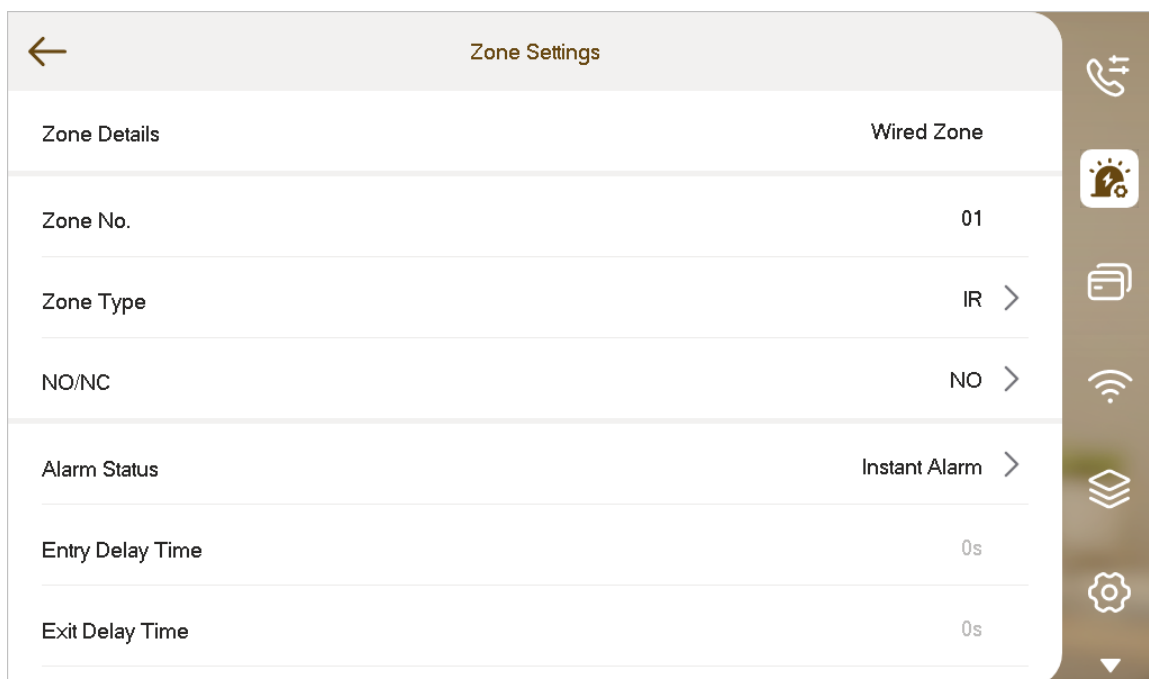 Zone Settings
Zone Details Wired Zone
Zone No. 01
Zone Type IR
NO/NC NO
Alarm Status Instant Alarm
Entry Delay Time 0s
Exit Delay Time 0s